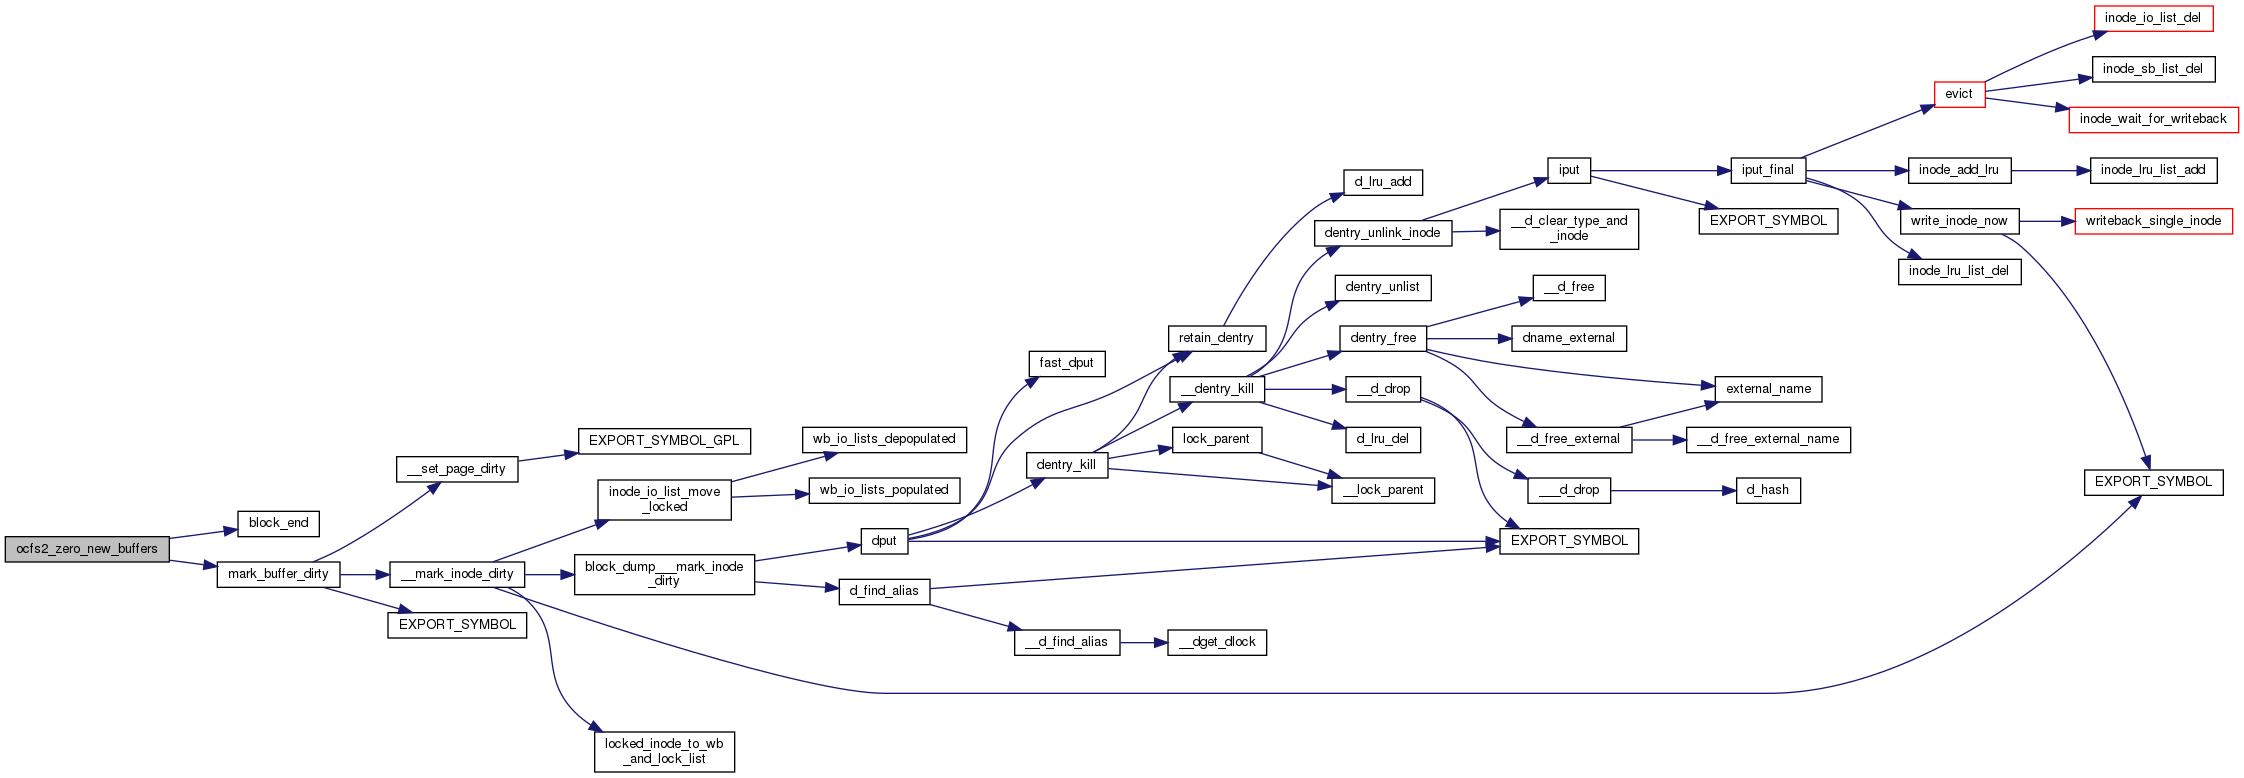 inode_io_list_del
inode_sb_list_del
evict
inode_wait_for_writeback
iput
iput_final
inode_add_lru
inode_lru_list_add
d_lru_add
EXPORT_SYMBOL
write_inode_now
writeback_single_inode
dentry_unlink_inode
__d_clear_type_and
_inode
inode_lru_list_del
dentry_unlist
__d_free
retain_dentry
dentry_free
dname_external
fast_dput
__dentry_kill
__d_drop
external_name
wb_io_lists_depopulated
lock_parent
d_lru_del
__d_free_external
__d_free_external_name
EXPORT_SYMBOL_GPL
__set_page_dirty
dentry_kill
inode_io_list_move
_locked
wb_io_lists_populated
__lock_parent
___d_drop
d_hash
EXPORT_SYMBOL
block_end
ocfs2_zero_new_buffers
dput
EXPORT_SYMBOL
mark_buffer_dirty
__mark_inode_dirty
block_dump___mark_inode
_dirty
d_find_alias
EXPORT_SYMBOL
__d_find_alias
__dget_dlock
locked_inode_to_wb
_and_lock_list